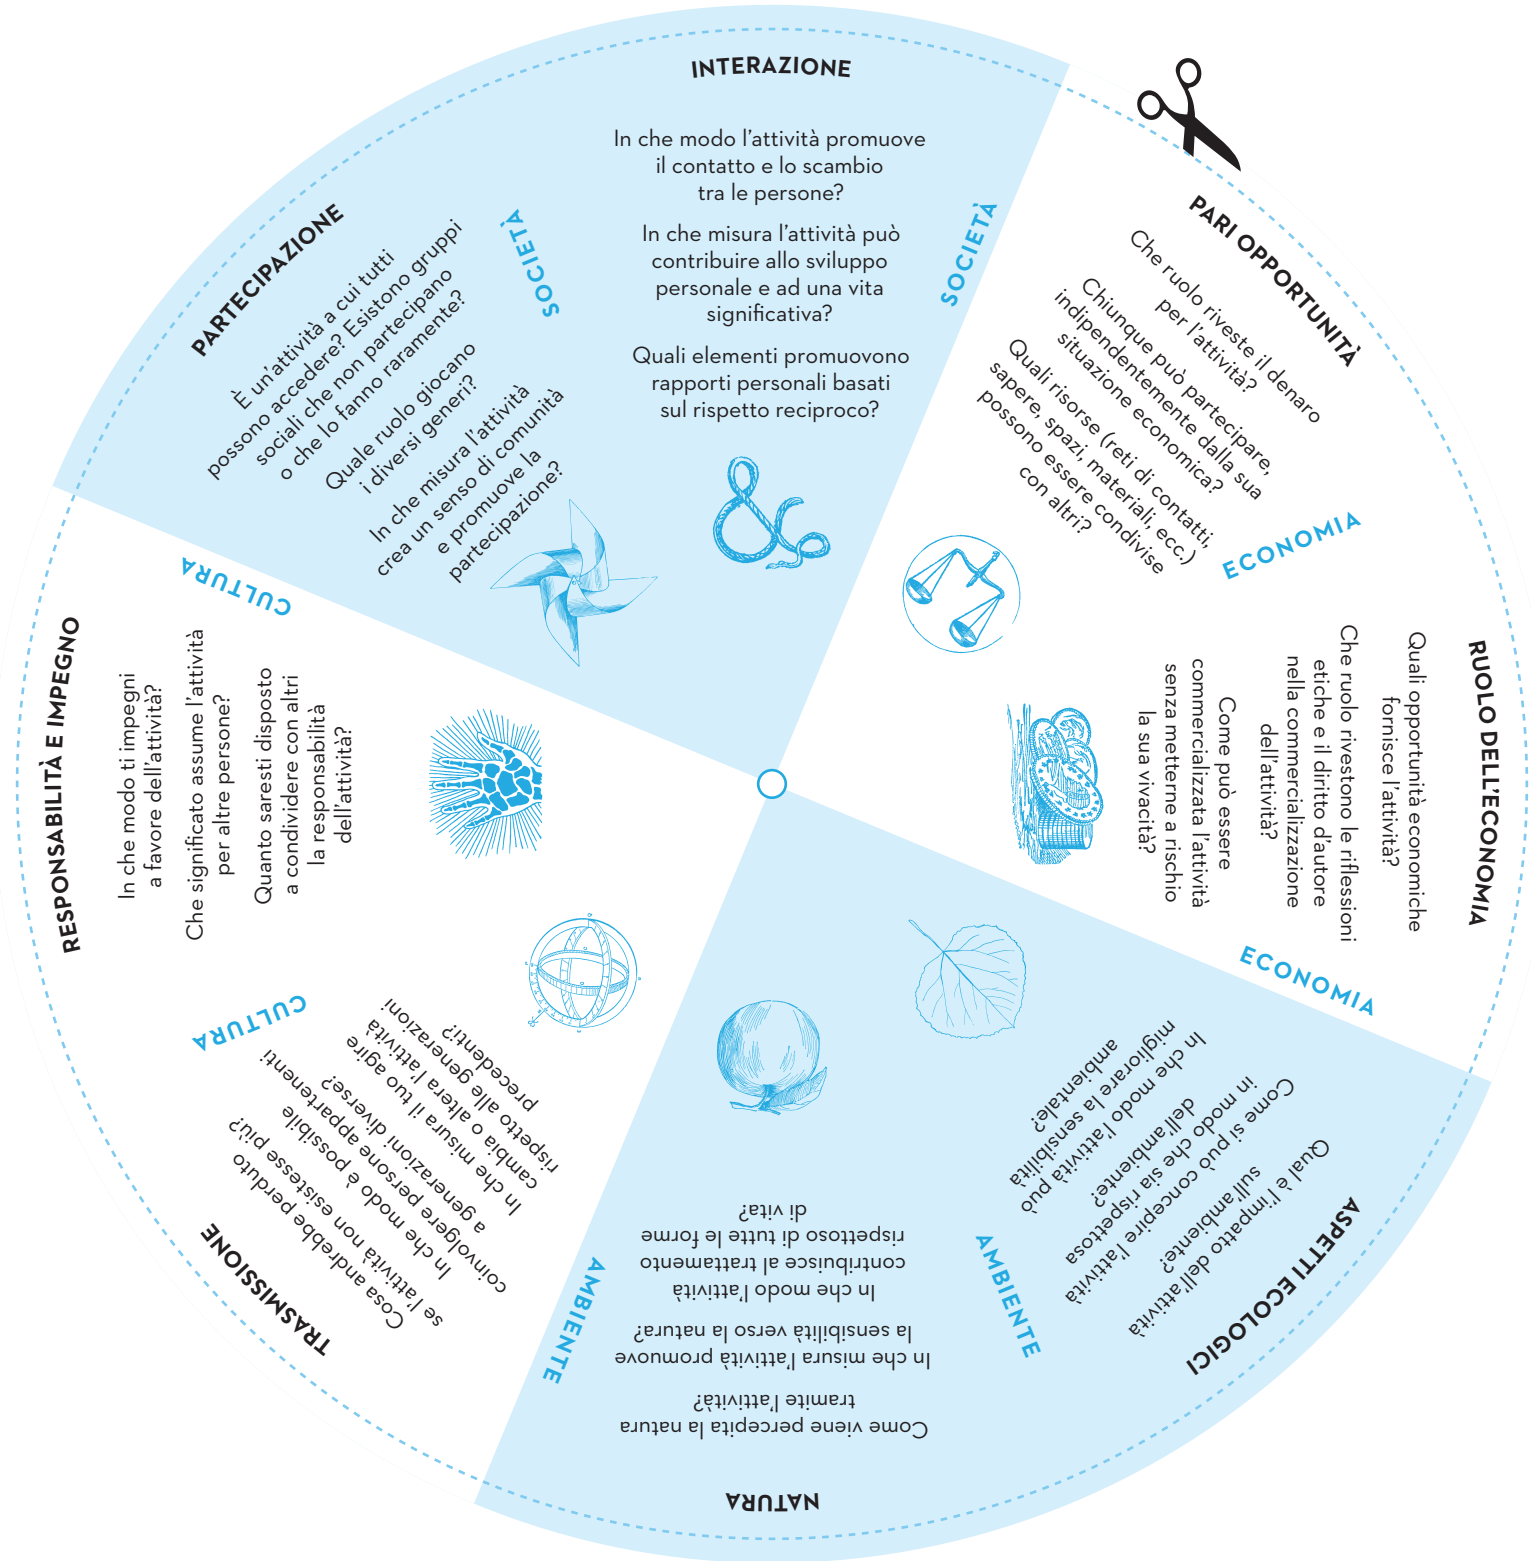 INTERAZIONE
In che modo l’attività promuove
il contatto e lo scambio
tra le persone?
In che misura l’attività può
contribuire allo sviluppo
personale e ad una vita
significativa?
Quali elementi promuovono
rapporti personali basati
sul rispetto reciproco?
SOCIETÀ
PARI OPPORTUNITÀ
Che ruolo riveste il denaro
per l’attività?
Chiunque può partecipare,
indipendentemente dalla sua
situazione economica?
Quali risorse (reti di contatti,
sapere, spazi, materiali, ecc.)
possono essere condivise
con altri?
ECONOMIA
RUOLO DELL’ECONOMIA
Quali opportunità economiche
fornisce l’attività?
Che ruolo rivestono le riflessioni
etiche e il diritto d’autore
nella commercializzazione
dell’attività?
Come può essere
commercializzata l’attività
senza metterne a rischio
la sua vivacità?
ECONOMIA
ASPETTI ECOLOGICI
Qual è l’impatto dell’attività
sull’ambiente?
Come si può concepire l’attività
in modo che sia rispettosa
dell’ambiente?
In che modo l’attività può
migliorare la sensibilità
ambientale?
AMBIENTE
NATURA
Come viene percepita la natura
tramite l’attività?
In che misura l’attività promuove
la sensibilità verso la natura?
In che modo l’attività
contribuisce al trattamento
rispettoso di tutte le forme
di vita?
AMBIENTE
TRASMISSIONE
Cosa andrebbe perduto
se l’attività non esistesse più?
In che modo è possibile
coinvolgere persone appartenenti
a generazioni diverse?
In che misura il tuo agire
cambia o altera l’attività
rispetto alle generazioni
precedenti?
CULTURA
RESPONSABILITÀ E IMPEGNO
In che modo ti impegni
a favore dell’attività?
Che significato assume l’attività
per altre persone?
Quanto saresti disposto
a condividere con altri
la responsabilità
dell’attività?
CULTURA
PARTECIPAZIONE
È un’attività a cui tutti
possono accedere? Esistono gruppi
sociali che non partecipano
o che lo fanno raramente?
Quale ruolo giocano
i diversi generi?
In che misura l’attività
crea un senso di comunità
e promuove la
partecipazione?
SOCIETÀ